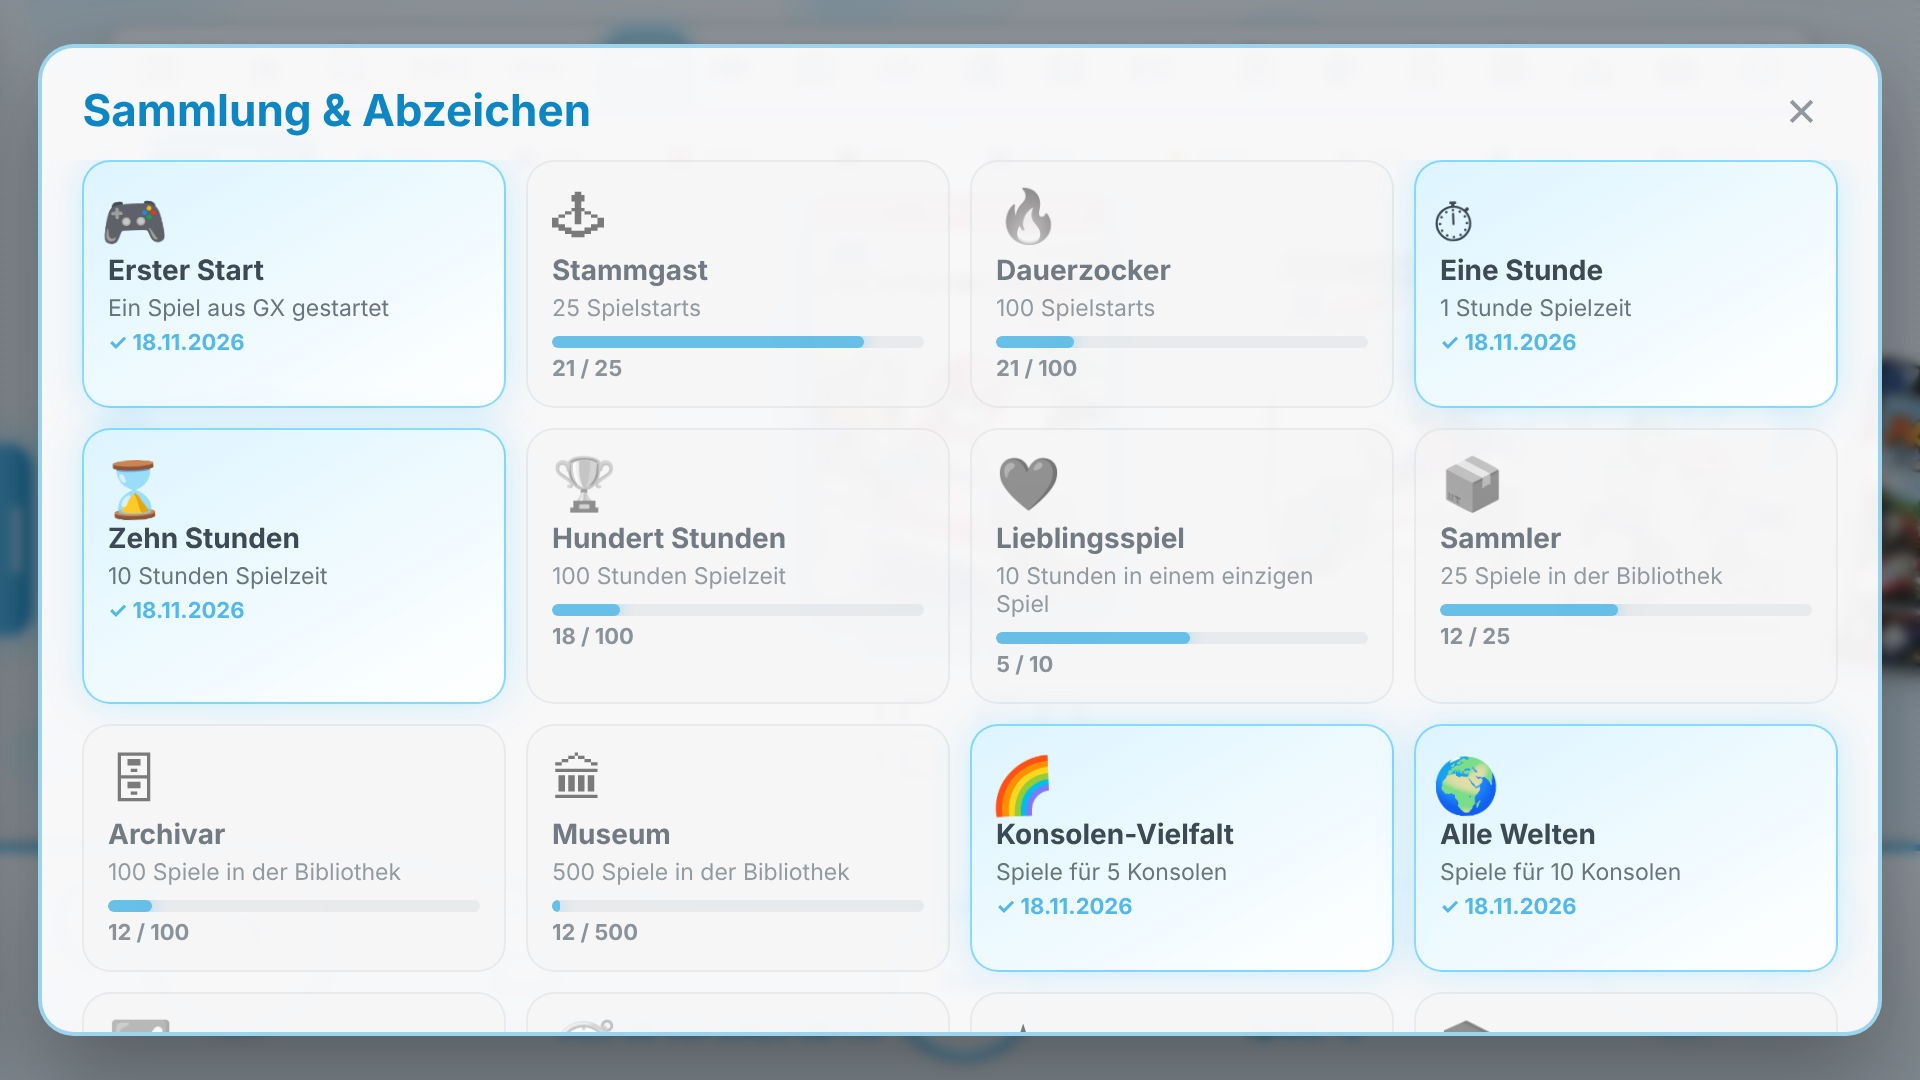 Sammlung & Abzeichen
Erster Start
Ein Spiel aus GX gestartet
✓ 18.11.2026
Stammgast
25 Spielstarts
21 / 25
Dauerzocker
100 Spielstarts
21 / 100
Eine Stunde
1 Stunde Spielzeit
✓ 18.11.2026
Zehn Stunden
10 Stunden Spielzeit
✓ 18.11.2026
Hundert Stunden
100 Stunden Spielzeit
18 / 100
Lieblingsspiel
10 Stunden in einem einzigen
Spiel
5 / 10
Sammler
25 Spiele in der Bibliothek
12 / 25
Archivar
100 Spiele in der Bibliothek
12 / 100
Museum
500 Spiele in der Bibliothek
12 / 500
Konsolen-Vielfalt
Spiele für 5 Konsolen
✓ 18.11.2026
Alle Welten
Spiele für 10 Konsolen
✓ 18.11.2026